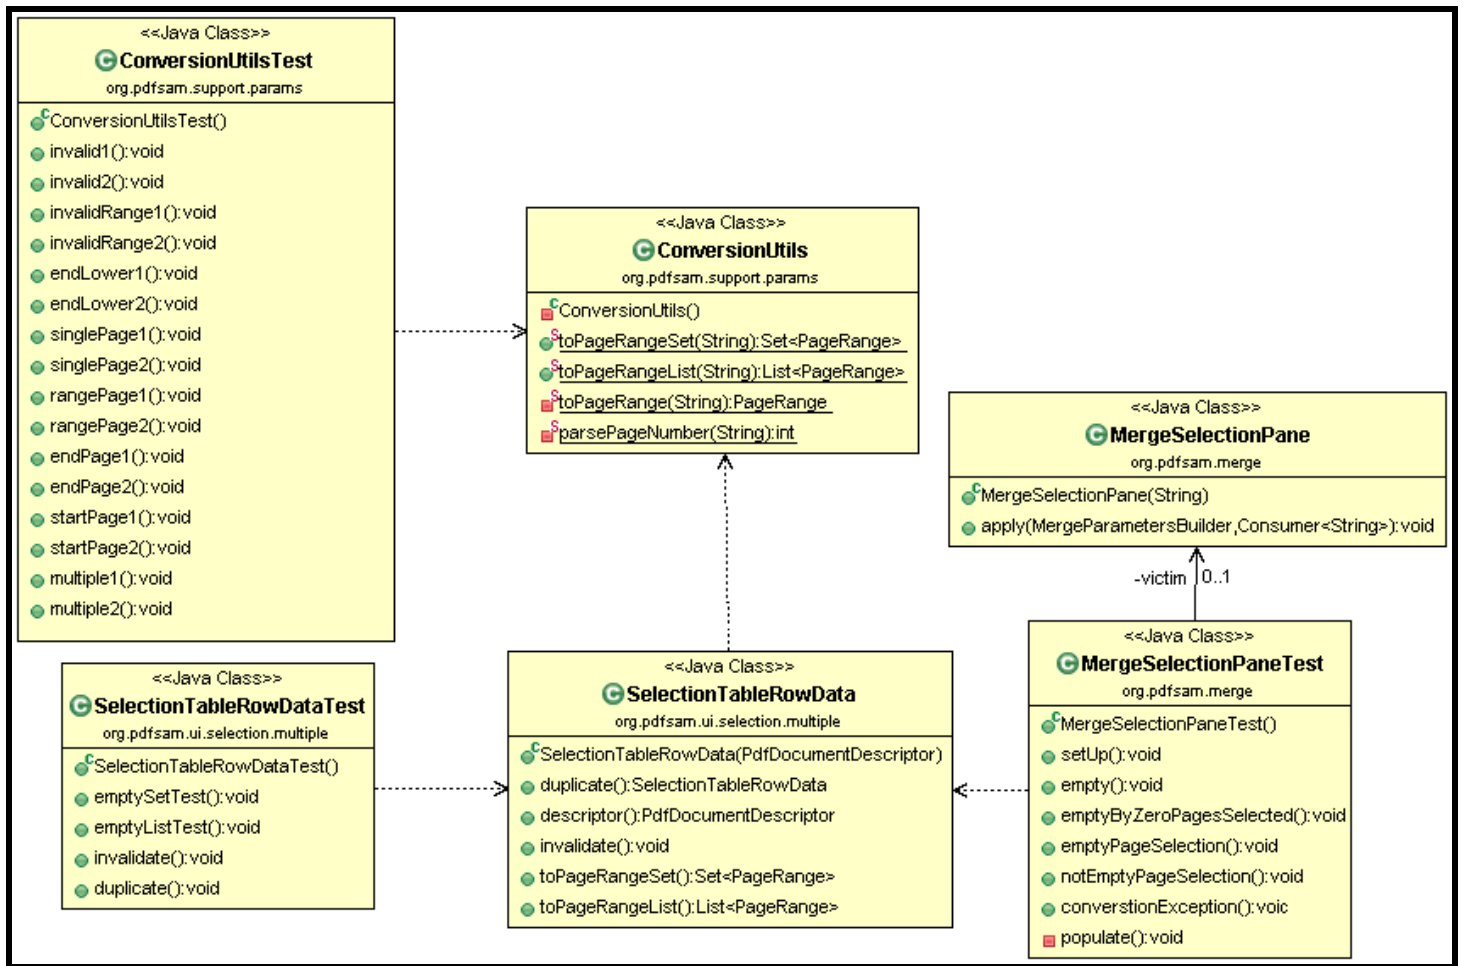 <<Java Class>>
ConversionUtilsTest
org.pdfsam.support.params
ConversionUtilsTest()
invalid1():void
invalid2():void
invalidRange1():void
invalidRange2():void
endLower1():void
endLower2():void
singlePage1():void
singlePage2():void
rangePage1():void
rangePage2():void
endPage1():void
endPage2():void
startPage1():void
startPage2():void
multiple1():void
multiple2():void
<<Java Class>>
ConversionUtils
org.pdfsam.support.params
ConversionUtils()
toPageRangeSet(String):Set<PageRange>
toPageRangeList(String):List<PageRange>
toPageRange(String):PageRange
parsePageNumber(String):int
<<Java Class>>
MergeSelectionPane
org.pdfsam.merge
MergeSelectionPane(String)
apply(MergeParametersBuilder,Consumer<String>):void
-victim 0..1
<<Java Class>>
SelectionTableRowDataTest
org.pdfsam.ui.selection.multiple
SelectionTableRowDataTest()
emptySetTest():void
emptyListTest():void
invalidate():void
duplicate():void
<<Java Class>>
SelectionTableRowData
org.pdfsam.ui.selection.multiple
SelectionTableRowData(PdfDocumentDescriptor)
duplicate():SelectionTableRowData
descriptor():PdfDocumentDescriptor
invalidate():void
toPageRangeSet():Set<PageRange>
toPageRangeList():List<PageRange>
<<Java Class>>
MergeSelectionPaneTest
org.pdfsam.merge
MergeSelectionPaneTest()
setUp():void
empty():void
emptyByZeroPagesSelected():void
emptyPageSelection():void
notEmptyPageSelection():void
converstionException():voic
populate():void